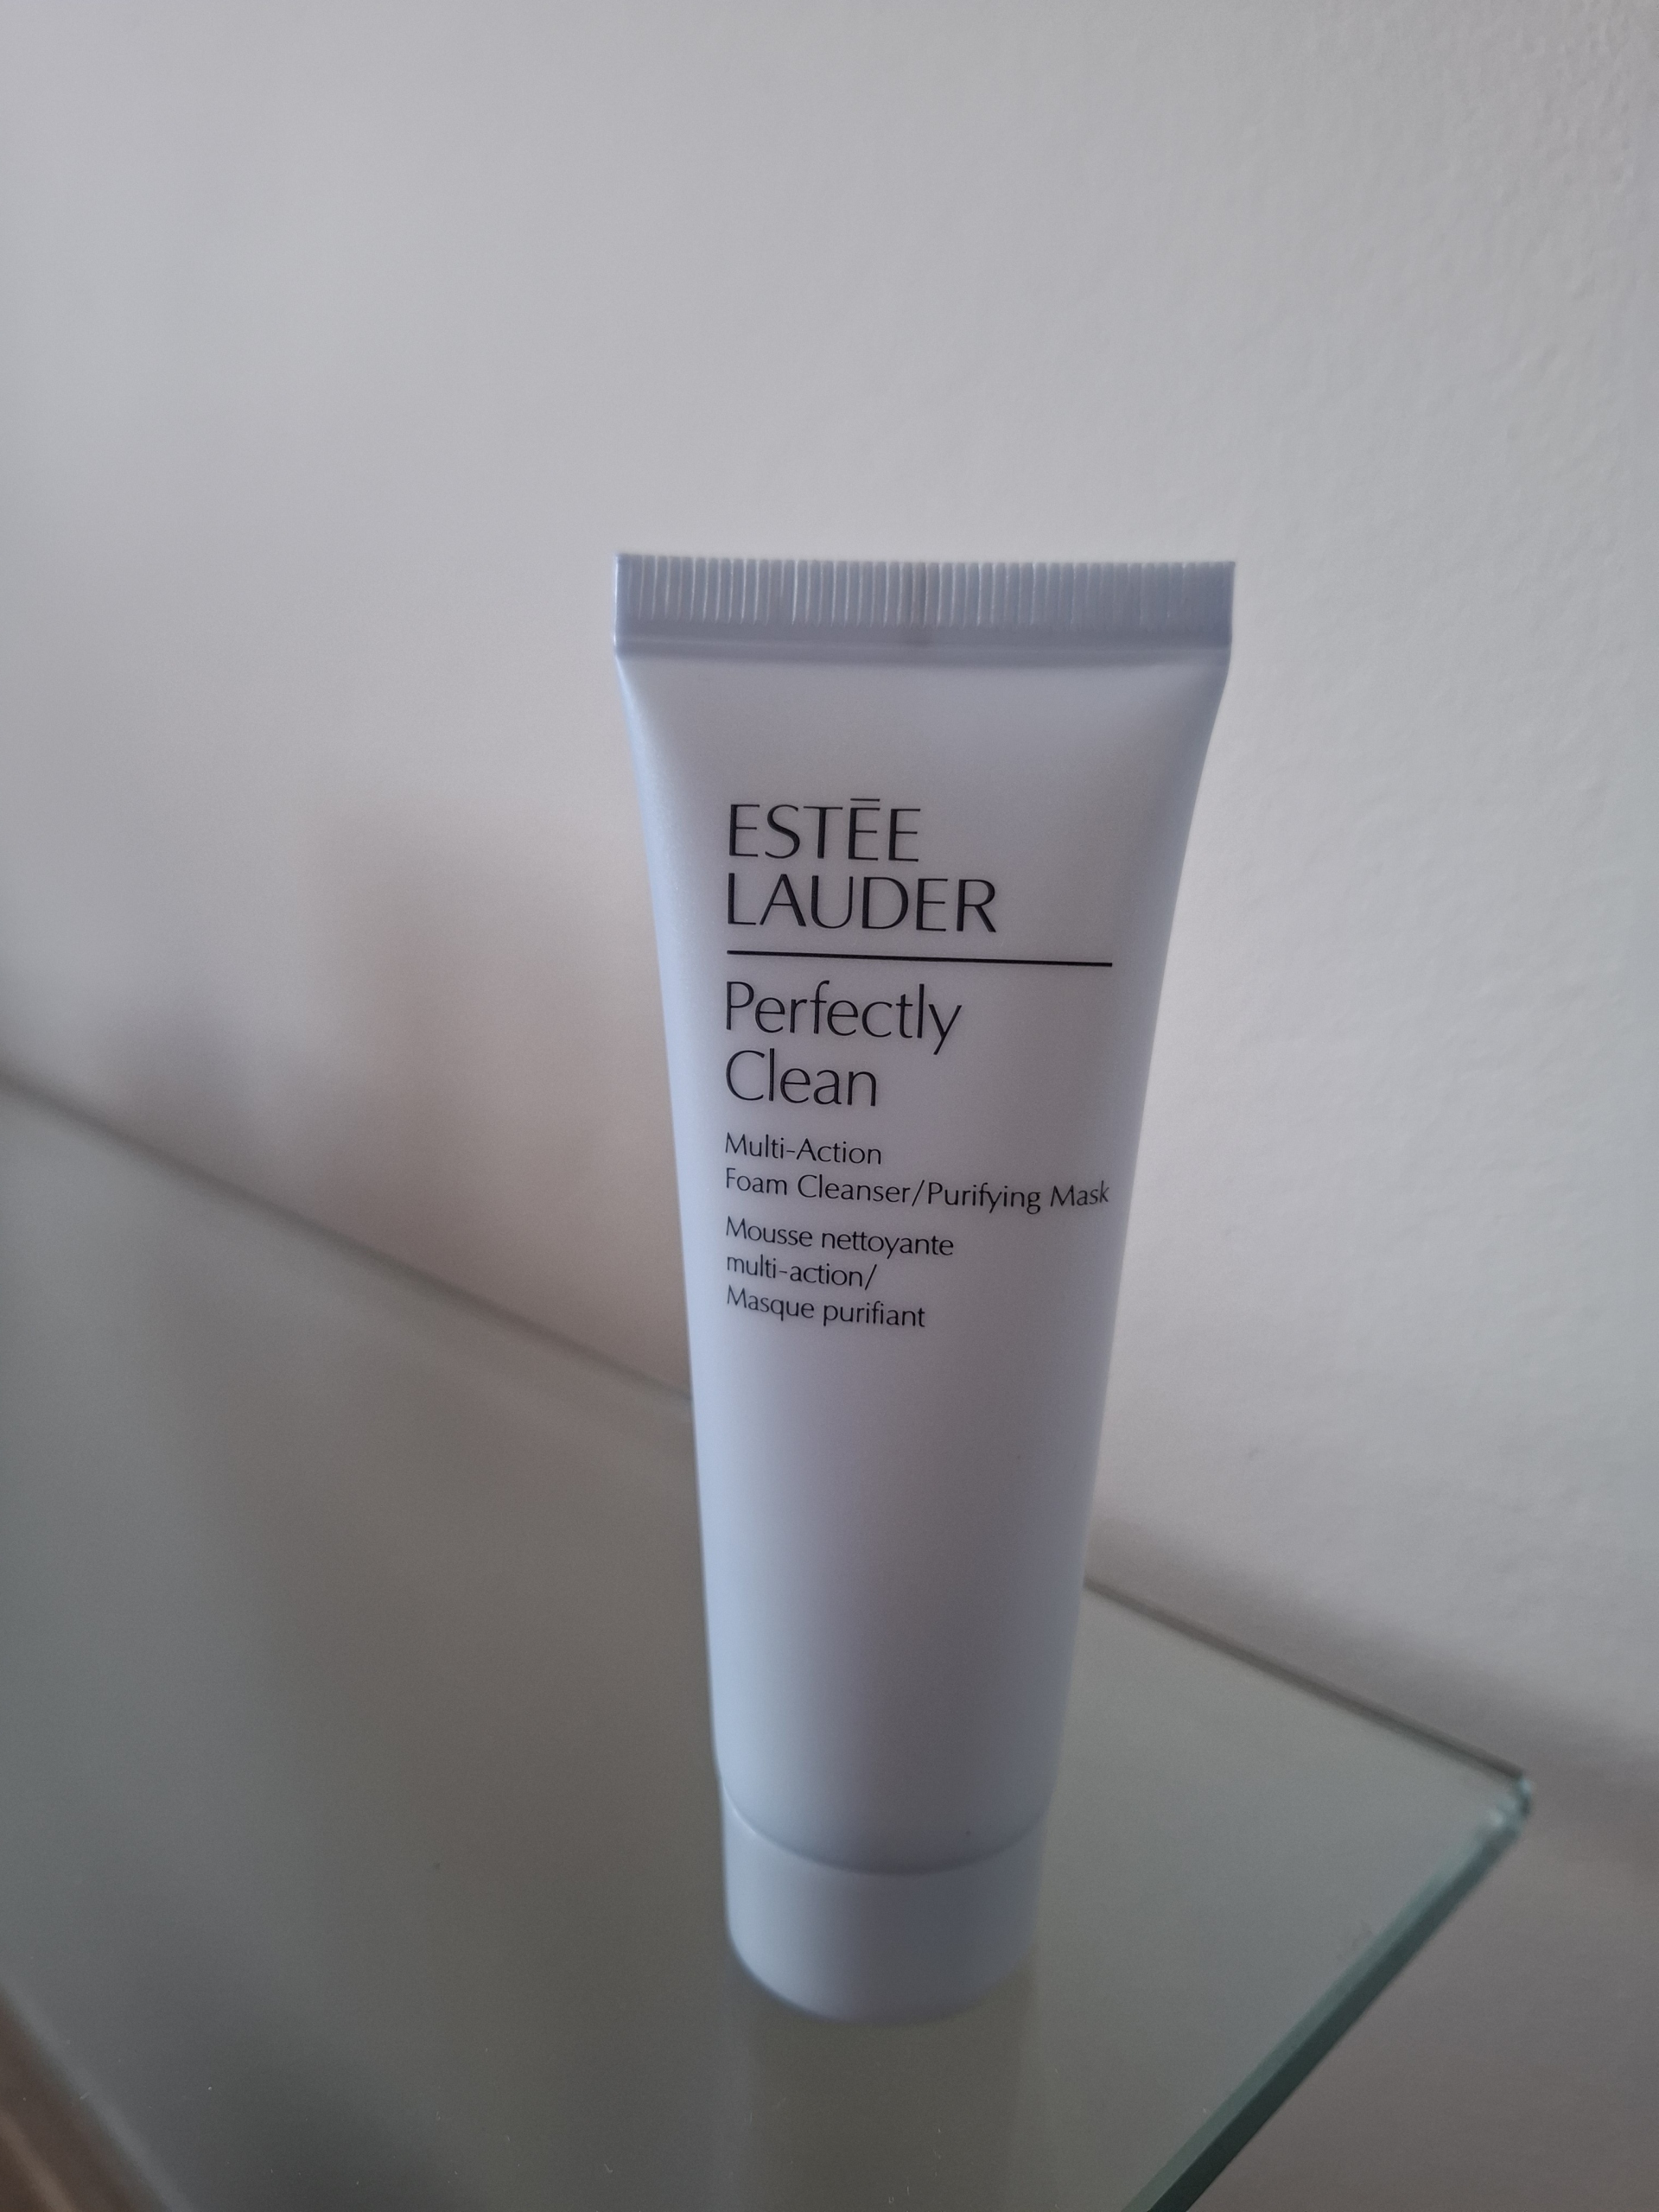 ESTĒE
LAUDER
Perfectly
Clean
Multi-Action
Foam Cleanser/Purifying Mask
Mousse nettoyante
multi-action/
Masque purifiant